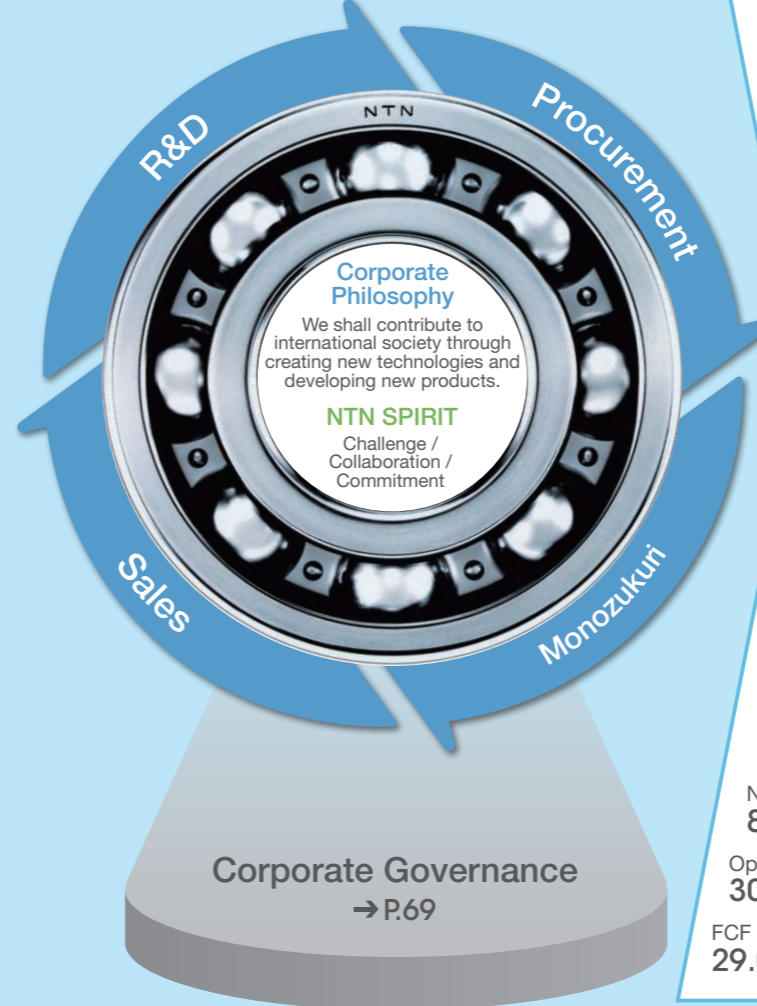 R&D
Procurement
NTN
Corporate
Philosophy
We shall contribute to
international society through
creating new technologies and
developing new products.
NTN SPIRIT
Challenge /
Collaboration /
Commitment
Sales
Monozukuri
Corporate Governance
→ P.69
FCF